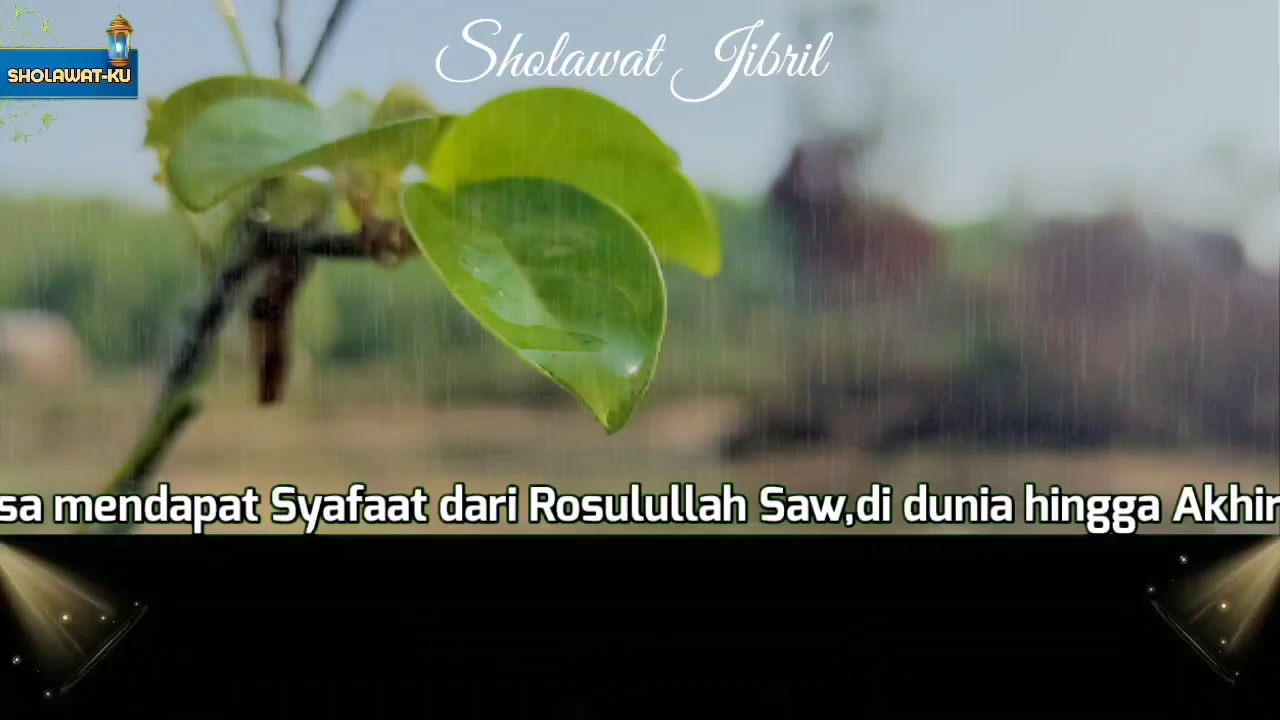 Sholawat Jibril
SHOLAWAT-KU
sa mendapat Syafaat dari Rosulullah Saw,di dunia hingga Akhir